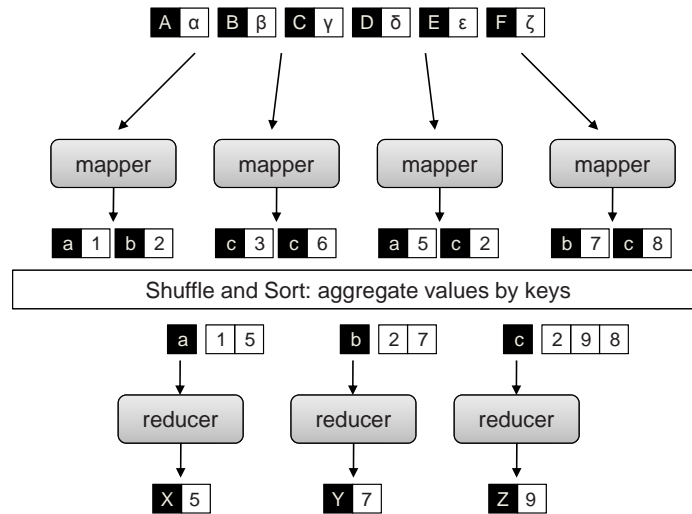 A α B β C γ D δ E ε F ζ
mapper mapper mapper mapper
a 1 b 2 c 3 c 6 a 5 c 2 b 7 c 8
Shuffle and Sort: aggregate values by keys
a 1 5 b 2 7 c 2 9 8
reducer reducer reducer
X 5 Y 7 Z 9